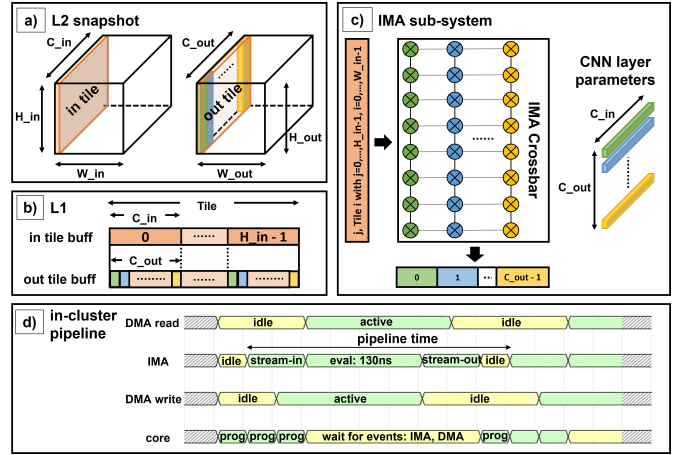 a) L2 snapshot
C_in
in tile
H_in
W_in
C_out
......
out tile
H_out
W_out
b) L1
Tile
C_in
in tile buff
0
......
H_in - 1
C_out
out tile buff
........
......
........
c) IMA sub-system
j, Tile i with j=0,...,H_in-1, i=0,...,W_in-1
......
IMA Crossbar
0
1
...
C_out - 1
CNN layer
parameters
C_in
C_out
d) in-cluster
pipeline
DMA read
idle
active
idle
pipeline time
IMA
idle
stream-in
eval: 130ns
stream-out
idle
DMA write
idle
active
idle
core
prog
prog
prog
wait for events: IMA, DMA
prog